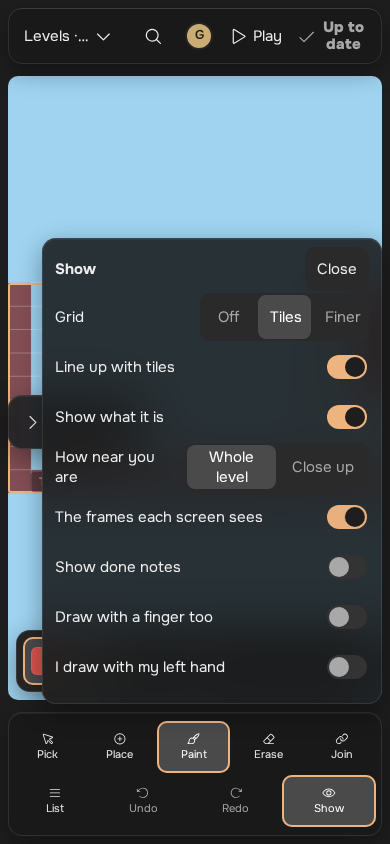 Levels ·...
G
Play
Up to
date
Show
Close
Grid
Off
Tiles
Finer
Line up with tiles
Show what it is
How near you
are
Whole
level
Close up
The frames each screen sees
Show done notes
Draw with a finger too
I draw with my left hand
Pick
Place
Paint
Erase
Join
List
Undo
Redo
Show